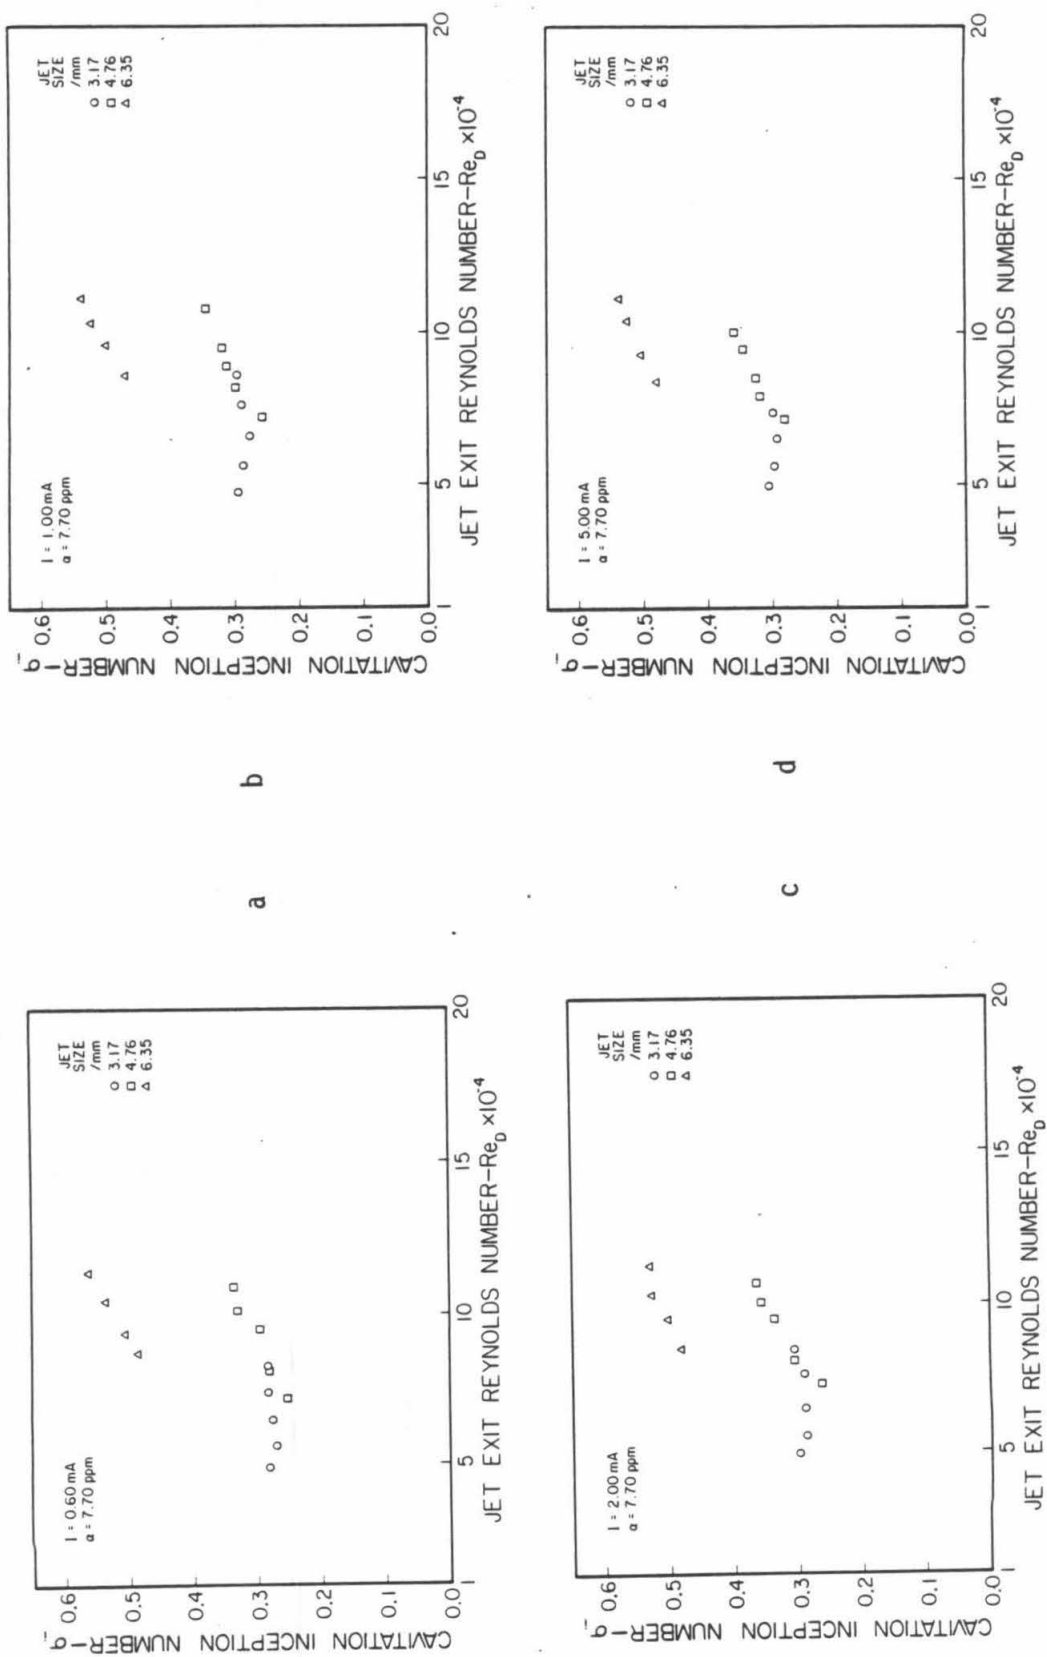 a
CAVITATION INCEPTION NUMBER-σᵢ
0.6
0.5
0.4
0.3
0.2
0.1
0.0
I = 0.60 mA
α = 7.70 ppm
JET
SIZE
/mm
○ 3.17
□ 4.76
△ 6.35
1 5 10 15 20
JET EXIT REYNOLDS NUMBER-Re_D ×10⁻⁴
b
CAVITATION INCEPTION NUMBER-σᵢ
0.6
0.5
0.4
0.3
0.2
0.1
0.0
I = 1.00 mA
α = 7.70 ppm
JET
SIZE
/mm
○ 3.17
□ 4.76
△ 6.35
1 5 10 15 20
JET EXIT REYNOLDS NUMBER-Re_D ×10⁻⁴
c
CAVITATION INCEPTION NUMBER-σᵢ
0.6
0.5
0.4
0.3
0.2
0.1
0.0
I = 2.00 mA
α = 7.70 ppm
JET
SIZE
/mm
○ 3.17
□ 4.76
△ 6.35
1 5 10 15 20
JET EXIT REYNOLDS NUMBER-Re_D ×10⁻⁴
d
CAVITATION INCEPTION NUMBER-σᵢ
0.6
0.5
0.4
0.3
0.2
0.1
0.0
I = 5.00 mA
α = 7.70 ppm
JET
SIZE
/mm
○ 3.17
□ 4.76
△ 6.35
1 5 10 15 20
JET EXIT REYNOLDS NUMBER-Re_D ×10⁻⁴